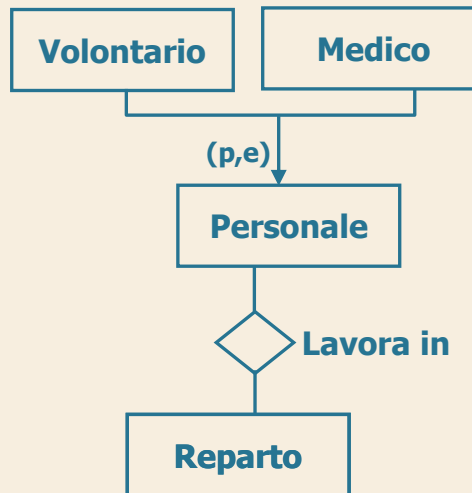 Volontario
Medico
(p,e)
Personale
Lavora in
Reparto